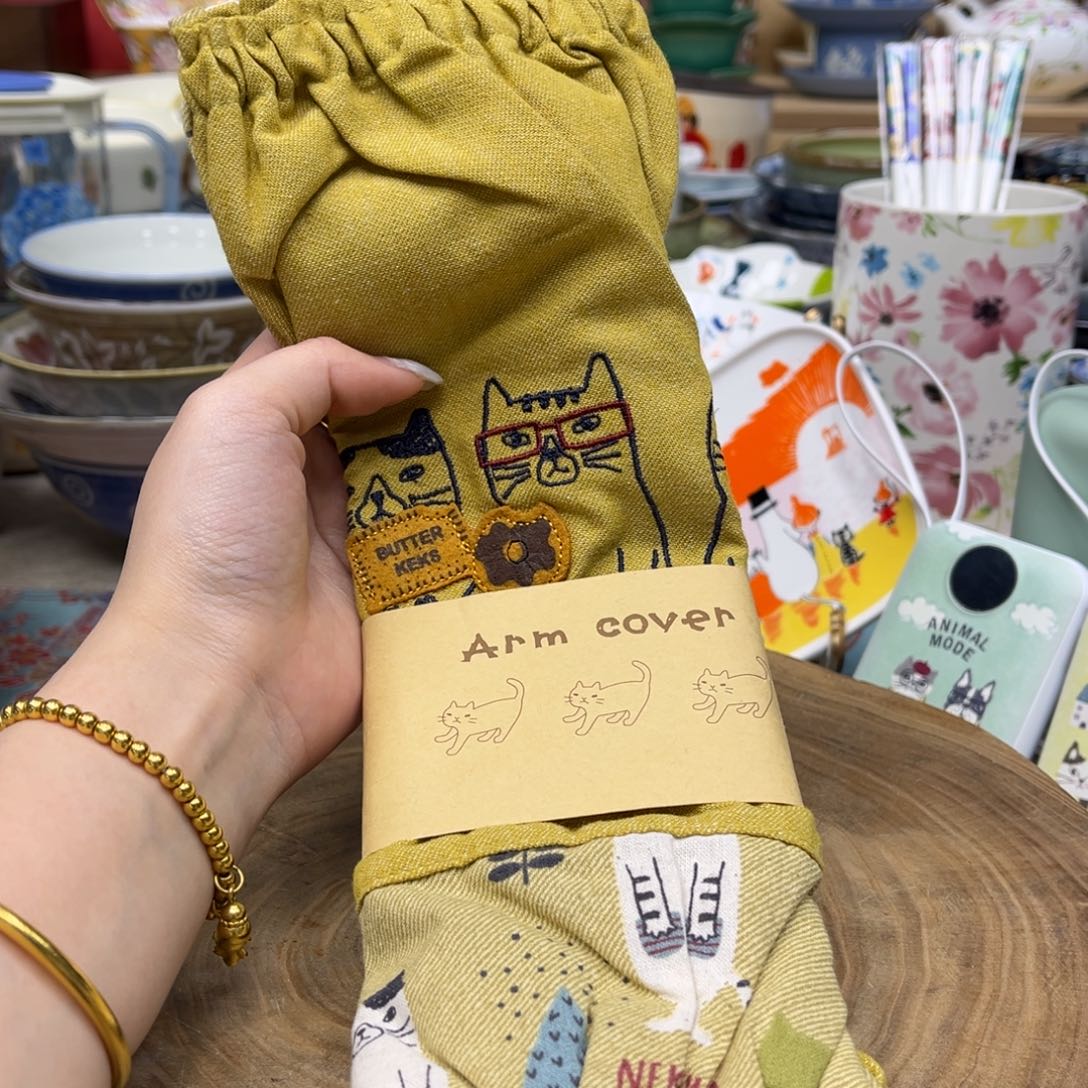 BUTTER
KEKS
Arm cover
ANIMAL
MODE